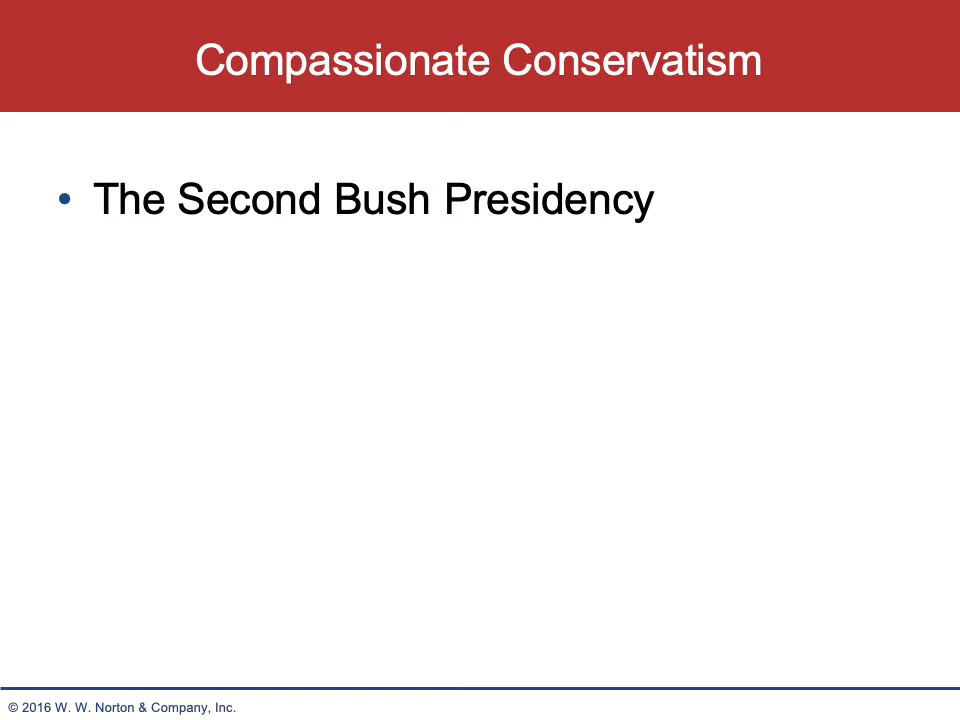 Compassionate Conservatism
• The Second Bush Presidency
© 2016 W. W. Norton & Company, Inc.